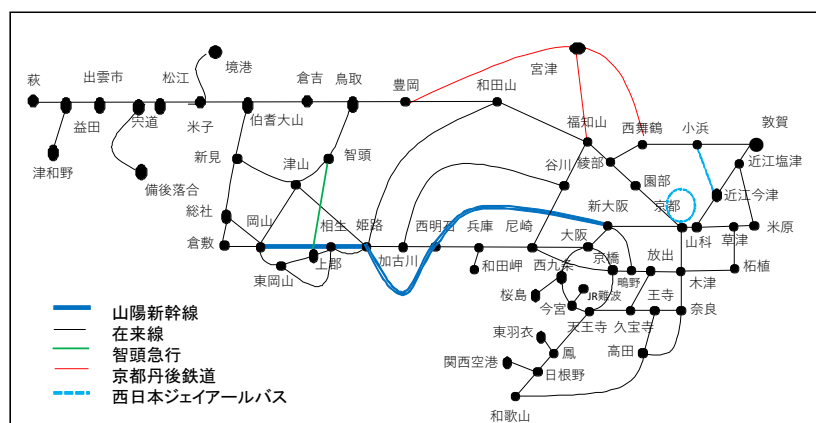 萩
益田
津和野
出雲市
宍道
備後落合
松江
米子
境港
伯耆大山
倉吉
鳥取
豊岡
和田山
宮津
福知山
西舞鶴
小浜
敦賀
新見
津山
智頭
谷川
綾部
園部
京都
近江塩津
近江今津
総社
倉敷
岡山
東岡山
相生
上郡
姫路
加古川
西明石
兵庫
和田岬
尼崎
新大阪
大阪
京橋
鴫野
放出
山科
草津
米原
柘植
木津
西九条
桜島
今宮
JR難波
天王寺
久宝寺
王寺
奈良
高田
東羽衣
鳳
関西空港
日根野
和歌山
山陽新幹線
在来線
智頭急行
京都丹後鉄道
西日本ジェイアールバス